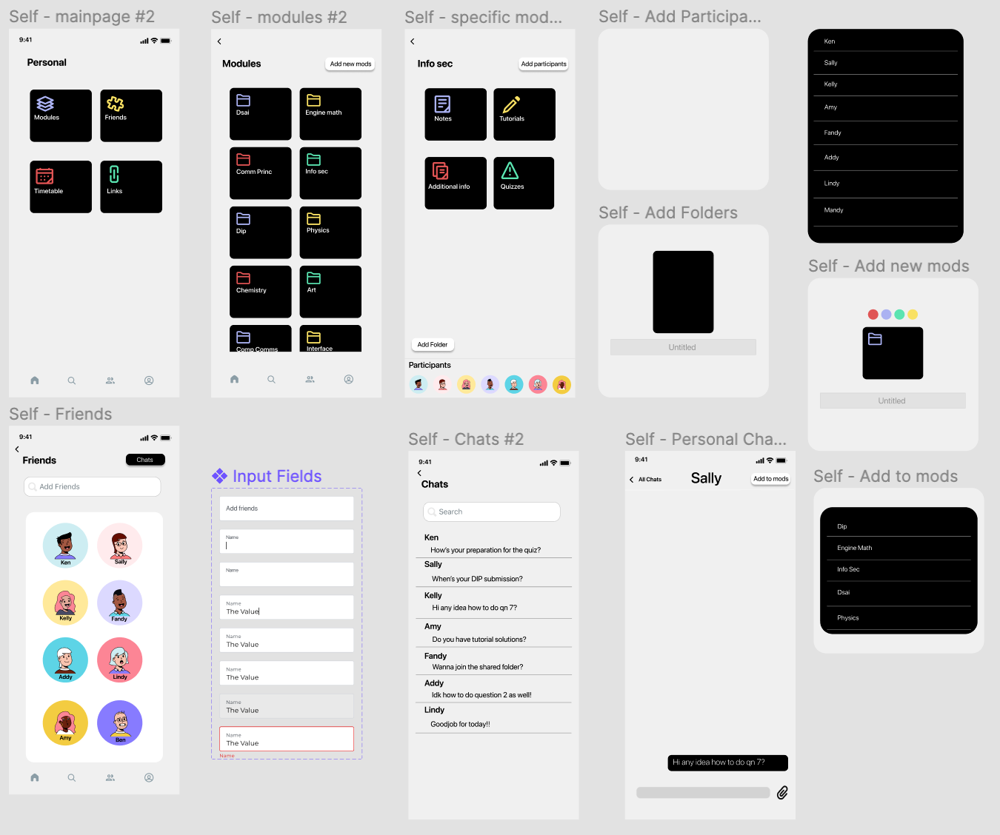 Self - mainpage #2
9:41
Personal
Modules
Friends
Timetable
Links
Self - modules #2
Modules
Add new mods
Dsai
Engine math
Comm Princ
Info sec
Dip
Physics
Chemistry
Art
Comp Comms
Interface
Self - specific mod...
Info sec
Add participants
Notes
Tutorials
Additional info
Quizzes
Add Folder
Participants
Self - Add Participa...
Self - Add Folders
Untitled
Ken
Sally
Kelly
Amy
Fandy
Addy
Lindy
Mandy
Self - Add new mods
Untitled
Self - Friends
9:41
Friends
Chats
Add Friends
Ken
Sally
Kelly
Fandy
Addy
Lindy
Amy
Ben
Input Fields
Add friends
Name
Name
Name
The Value
Name
The Value
Name
The Value
Name
The Value
Name
The Value
Name
Self - Chats #2
9:41
Chats
Search
Ken
How's your preparation for the quiz?
Sally
When's your DIP submission?
Kelly
Hi any idea how to do qn 7?
Amy
Do you have tutorial solutions?
Fandy
Wanna join the shared folder?
Addy
Idk how to do question 2 as well!
Lindy
Goodjob for today!!
Self - Personal Cha...
9:41
All Chats
Sally
Add to mods
Hi any idea how to do qn 7?
Self - Add to mods
Dip
Engine Math
Info Sec
Dsai
Physics